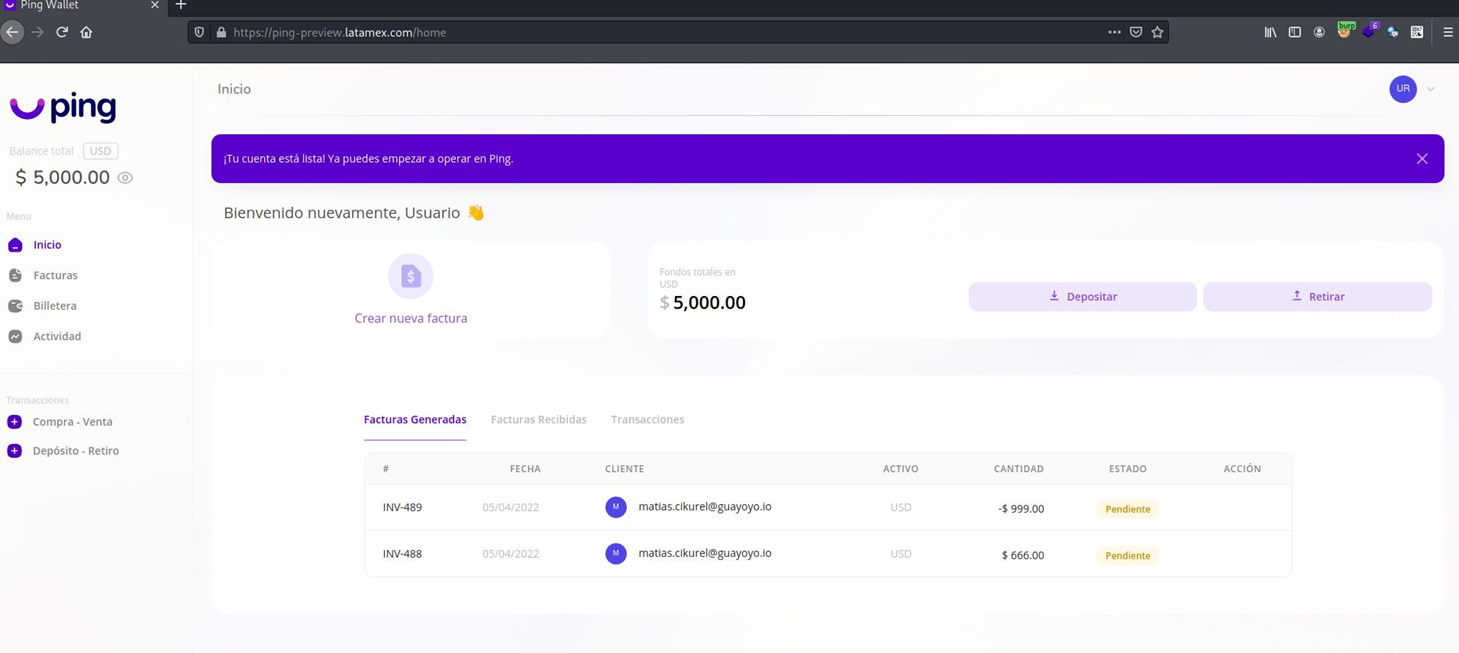 Ping Wallet
https://ping-preview.latamex.com/home
burp
6
ping
Balance total USD
$ 5,000.00
Menu
Inicio
Facturas
Billetera
Actividad
Transacciones
Compra - Venta
Depósito - Retiro
Inicio
UR
¡Tu cuenta está lista! Ya puedes empezar a operar en Ping.
Bienvenido nuevamente, Usuario 👋
$
Crear nueva factura
Fondos totales en
USD
$ 5,000.00
Depositar
Retirar
Facturas Generadas Facturas Recibidas Transacciones
# FECHA CLIENTE ACTIVO CANTIDAD ESTADO ACCIÓN
INV-489 05/04/2022 M matias.cikurel@guayoyo.io USD -$ 999.00 Pendiente
INV-488 05/04/2022 M matias.cikurel@guayoyo.io USD $ 666.00 Pendiente